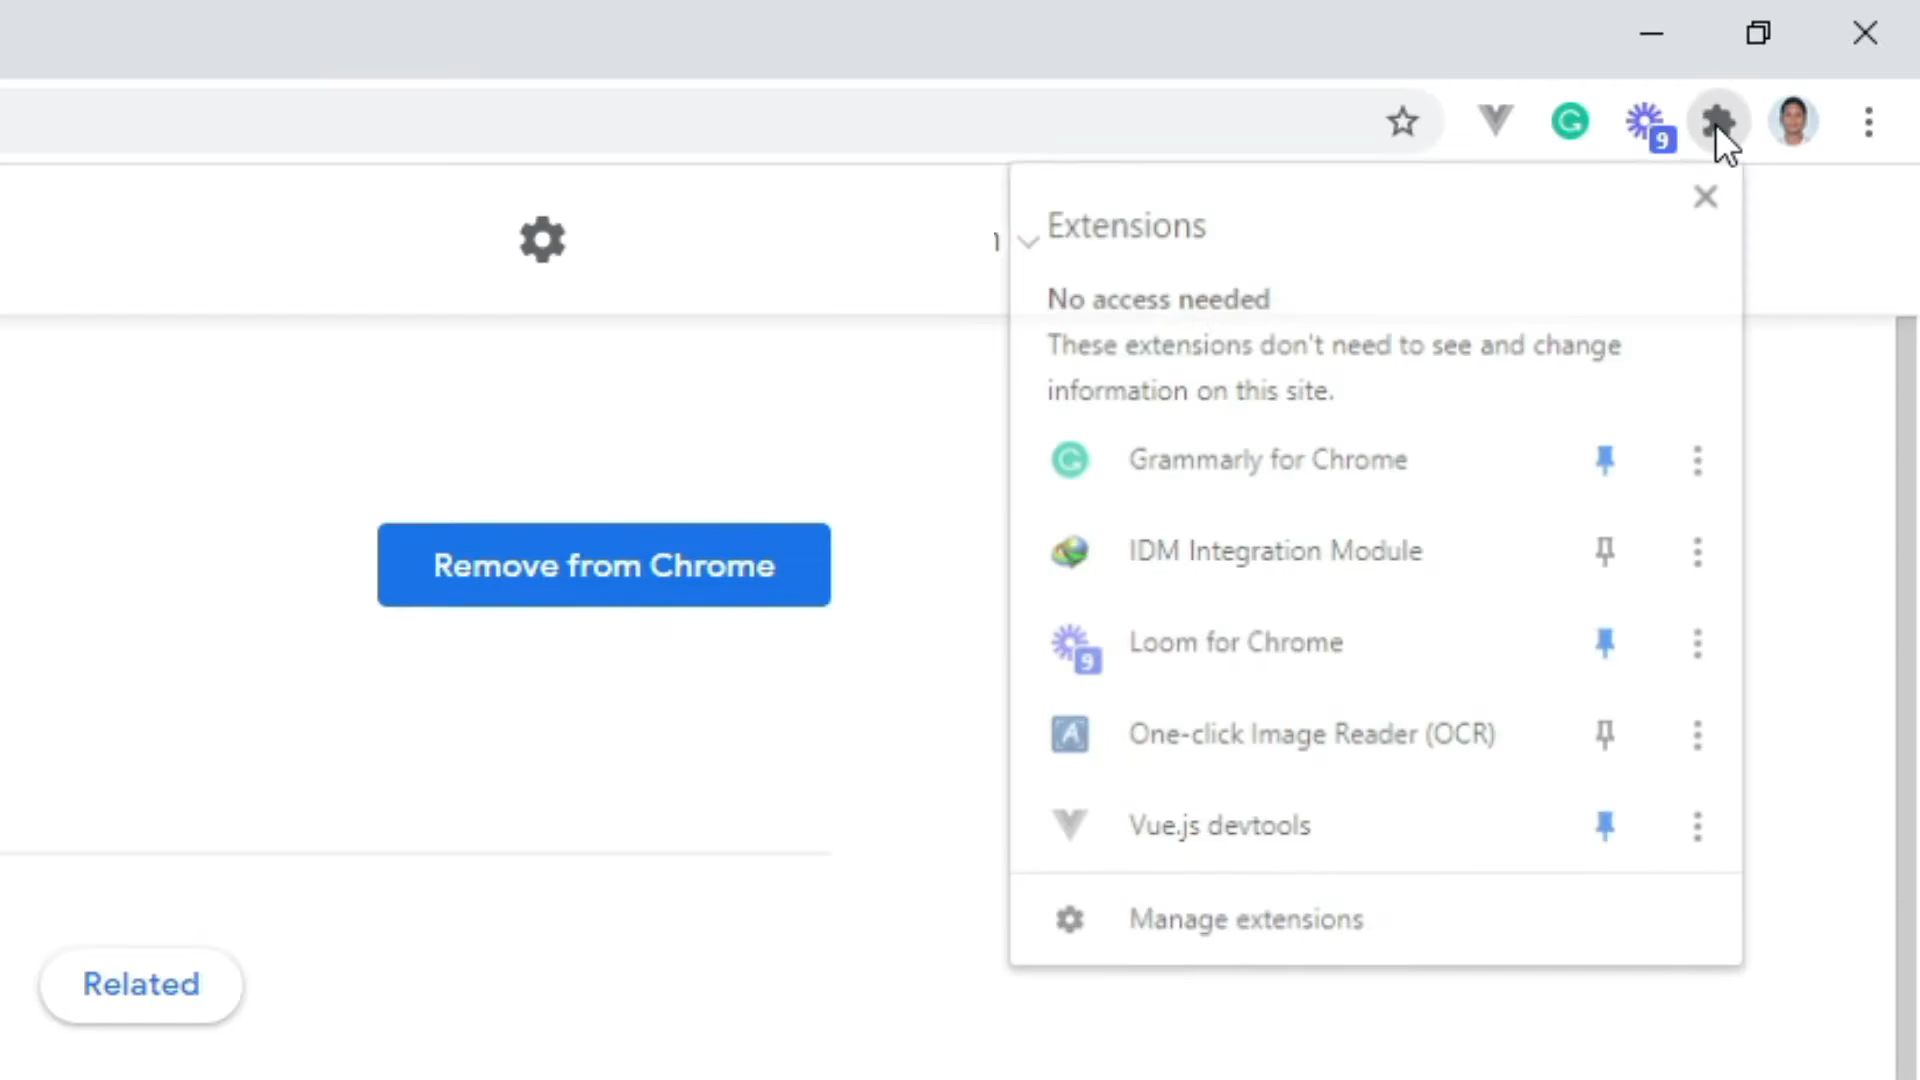 9
Extensions
No access needed
These extensions don't need to see and change
information on this site.
Grammarly for Chrome
IDM Integration Module
Remove from Chrome
Loom for Chrome
9
One-click Image Reader (OCR)
Vue.js devtools
Manage extensions
Related